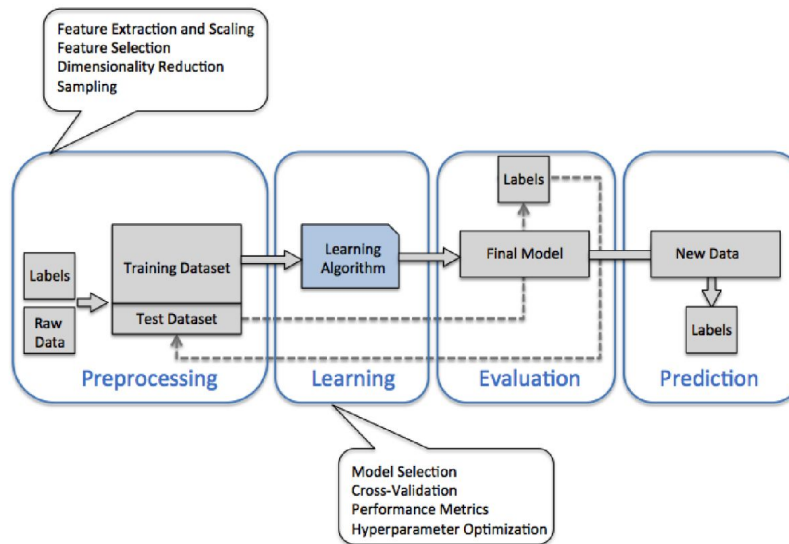 Feature Extraction and Scaling
Feature Selection
Dimensionality Reduction
Sampling
Labels
Raw
Data
Training Dataset
Test Dataset
Preprocessing
Learning
Algorithm
Learning
Labels
Final Model
Evaluation
New Data
Labels
Prediction
Model Selection
Cross-Validation
Performance Metrics
Hyperparameter Optimization